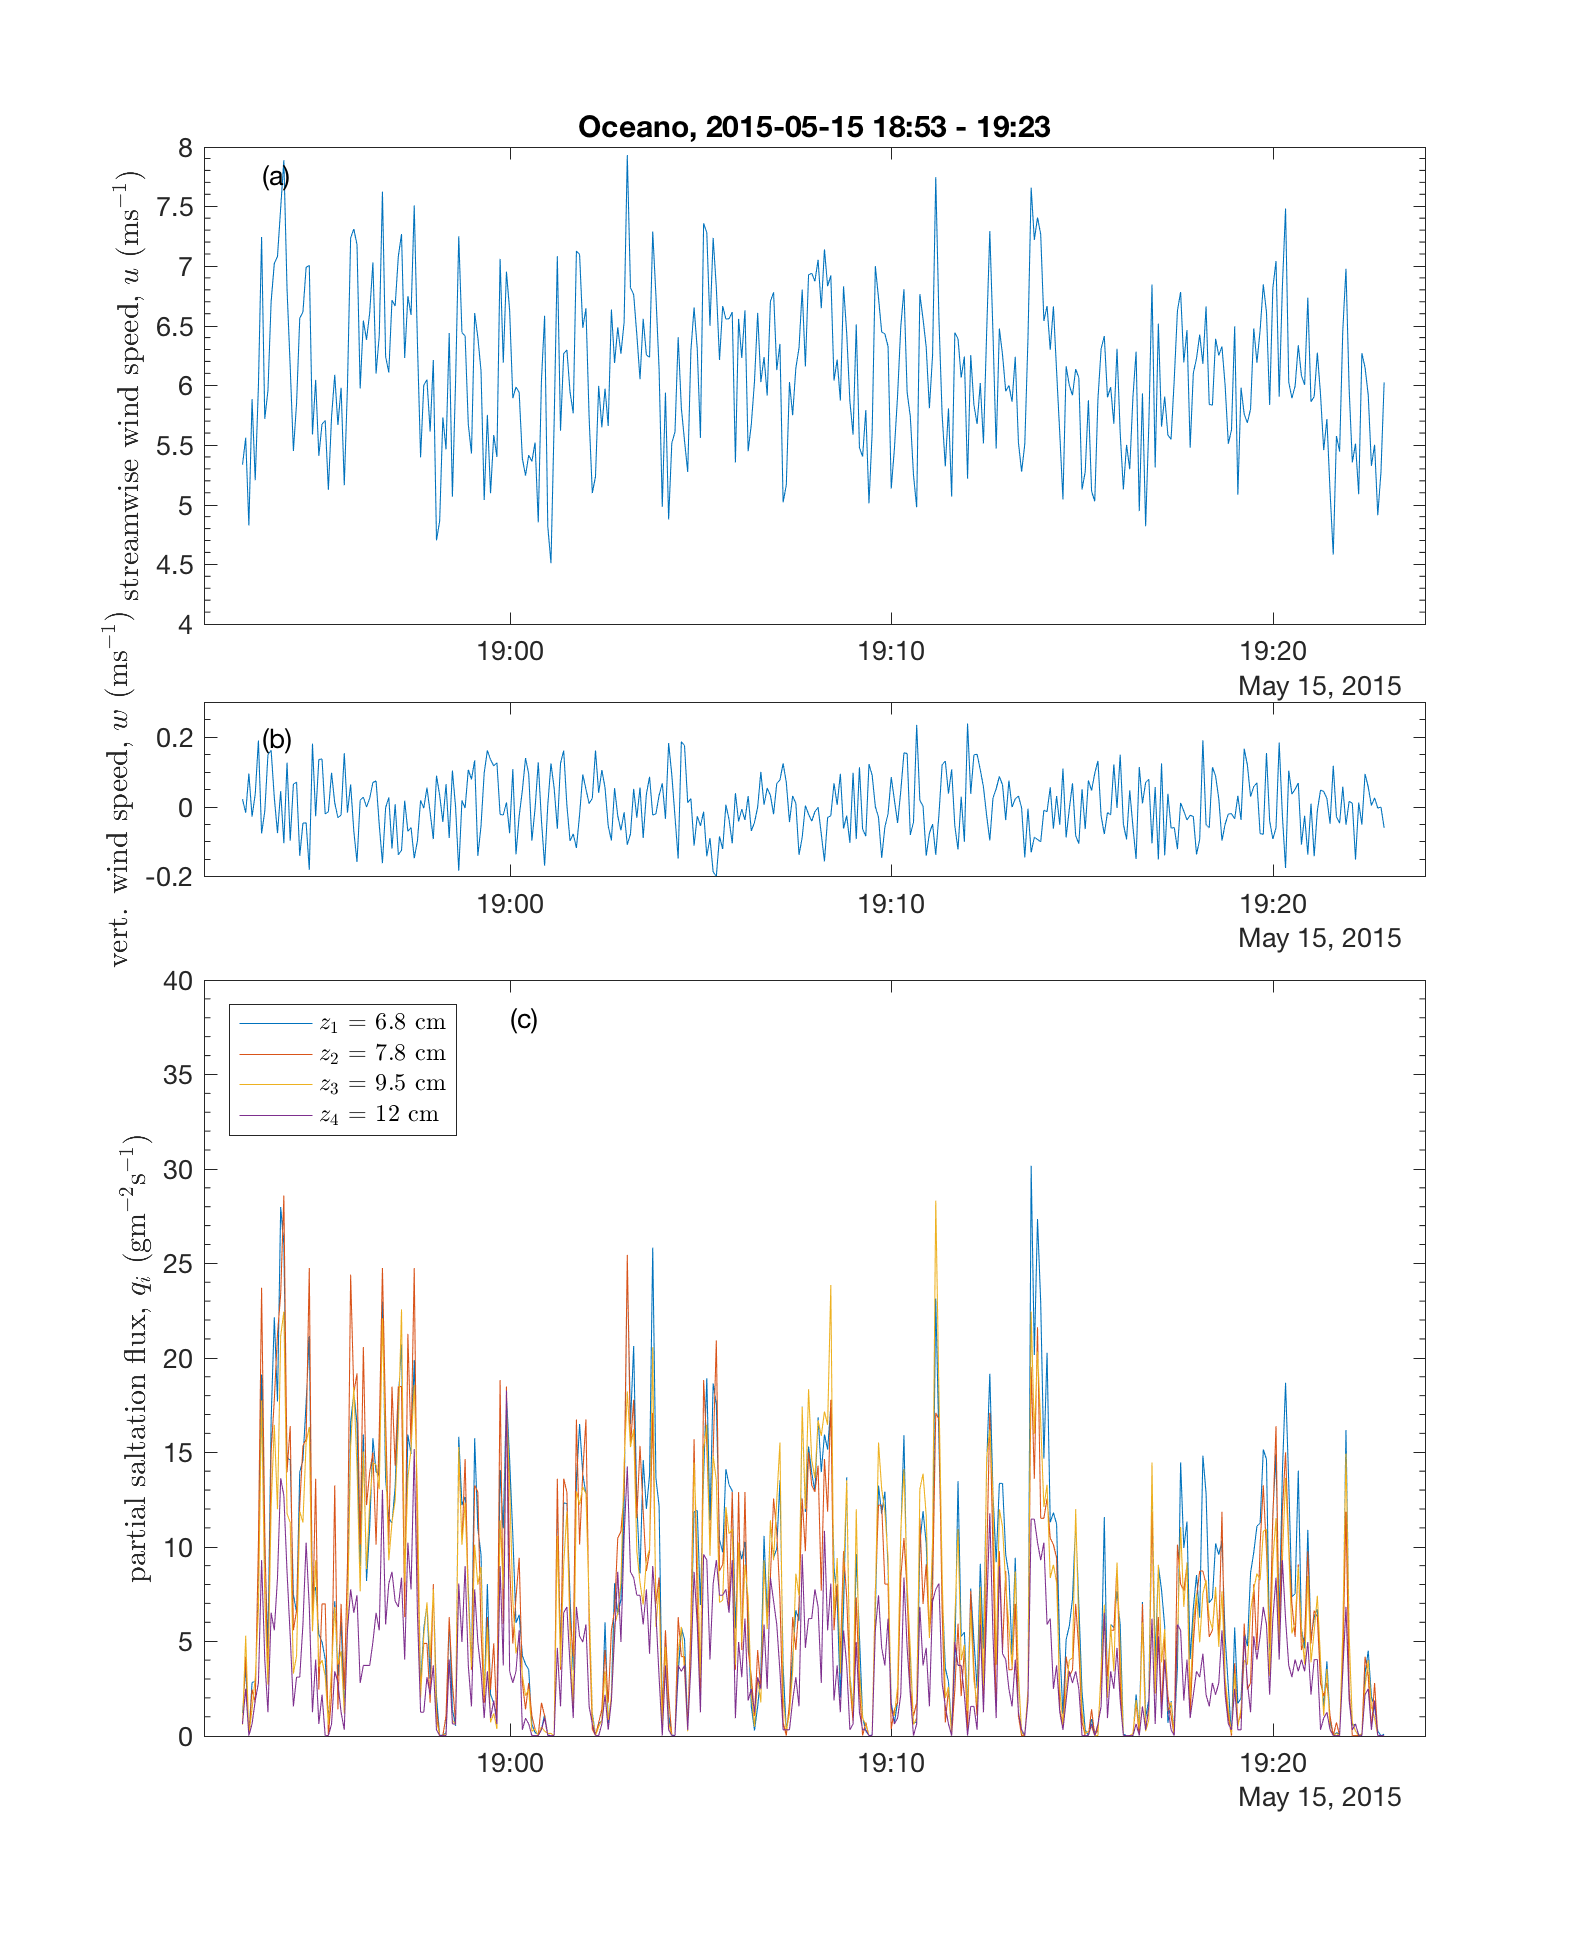 Oceano, 2015-05-15 18:53 - 19:23
streamwise wind speed, u (ms⁻¹)
(a)
8
7.5
7
6.5
6
5.5
5
4.5
4
19:00 19:10 19:20
May 15, 2015
vert. wind speed, w (ms⁻¹)
(b)
0.2
0
-0.2
19:00 19:10 19:20
May 15, 2015
partial saltation flux, qᵢ (gm⁻²s⁻¹)
(c)
z₁ = 6.8 cm
z₂ = 7.8 cm
z₃ = 9.5 cm
z₄ = 12 cm
40
35
30
25
20
15
10
5
0
19:00 19:10 19:20
May 15, 2015